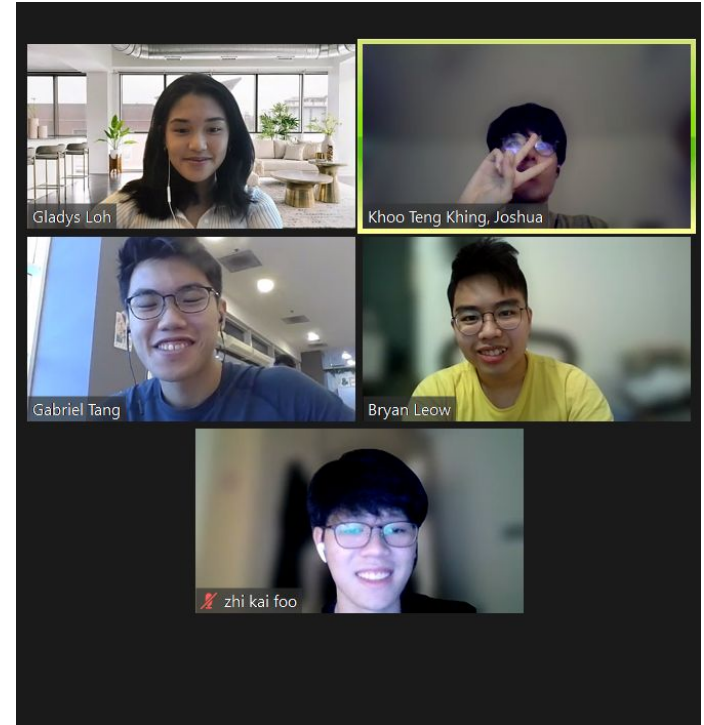 Gladys Loh
Khoo Teng Khing, Joshua
Gabriel Tang
Bryan Leow
zhi kai foo